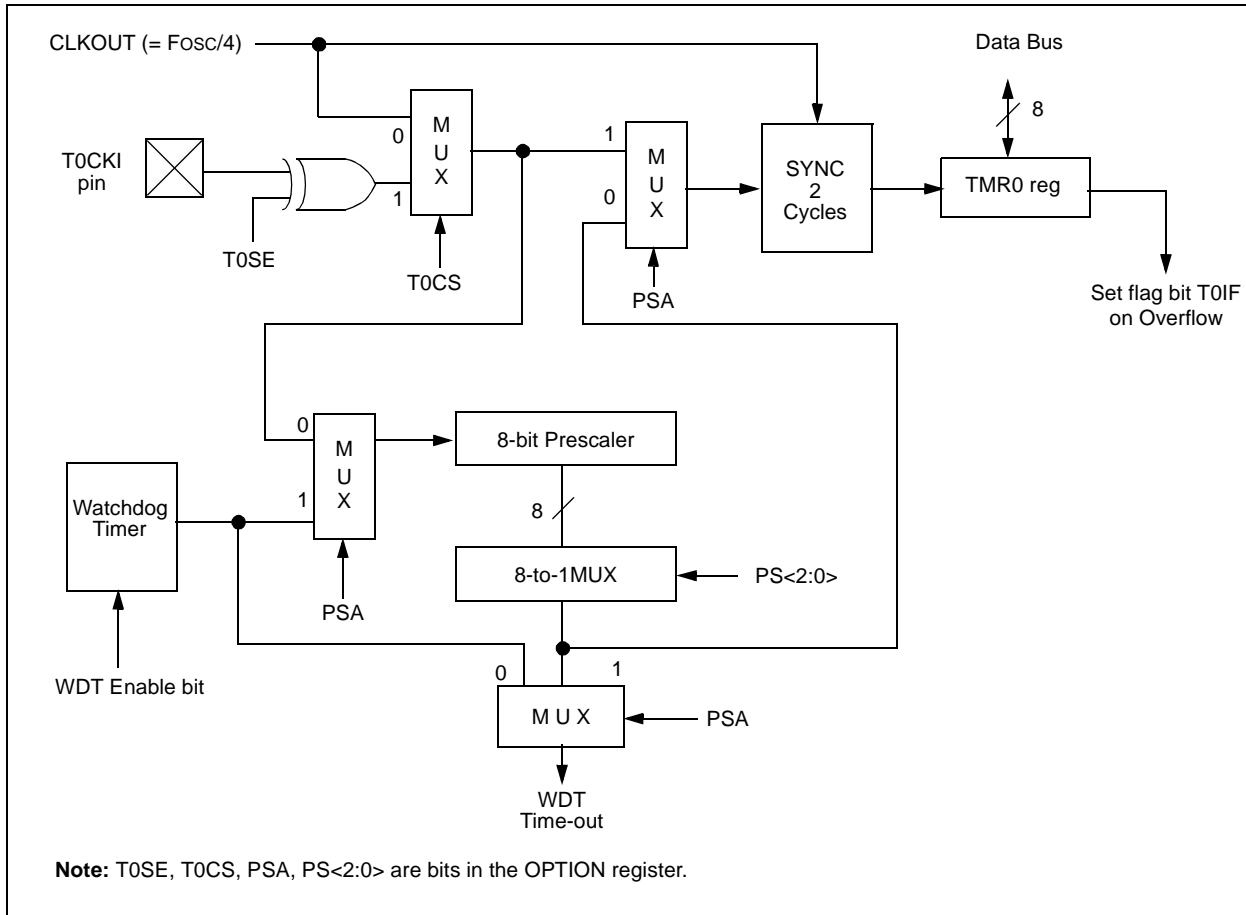 CLKOUT (= FOSC/4)
Data Bus
8
T0CKI
pin
T0SE
0
1
M
U
X
T0CS
1
0
M
U
X
PSA
SYNC
2
Cycles
TMR0 reg
Set flag bit T0IF
on Overflow
0
1
M
U
X
PSA
8-bit Prescaler
8
8-to-1MUX
PS<2:0>
Watchdog
Timer
WDT Enable bit
0
1
M U X
PSA
WDT
Time-out
Note: T0SE, T0CS, PSA, PS<2:0> are bits in the OPTION register.